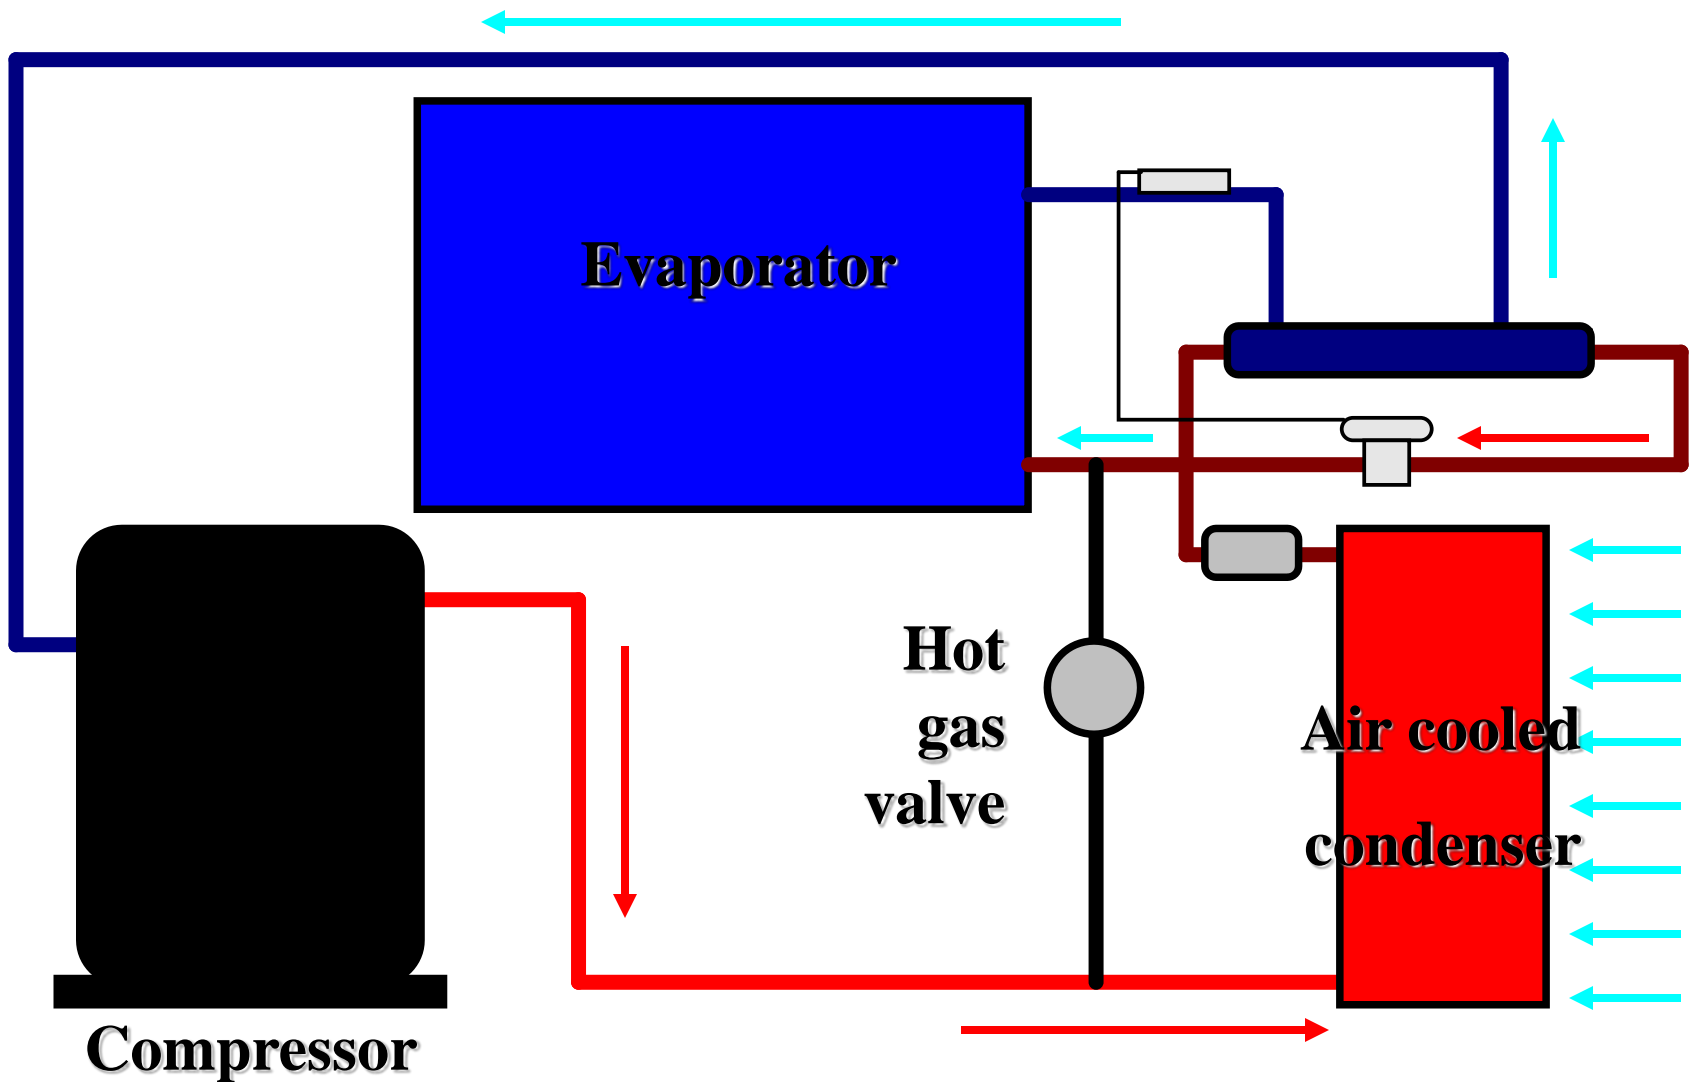 Evaporator
Hot
gas
valve
Air cooled
condenser
Compressor